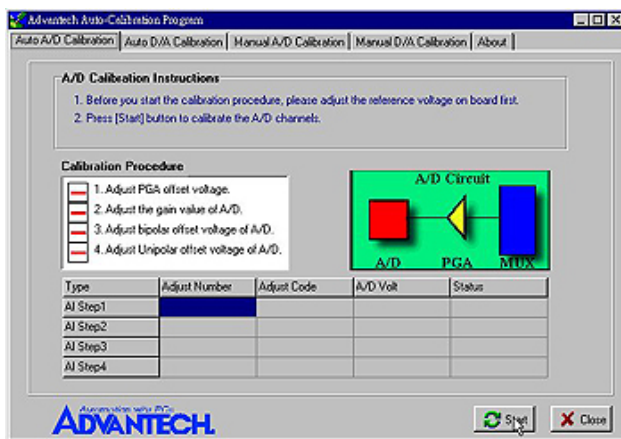 Advantech Auto-Calibration Program
Auto A/D Calibration Auto D/A Calibration Manual A/D Calibration Manual D/A Calibration About
A/D Calibration Instructions
1. Before you start the calibration procedure, please adjust the reference voltage on board first.
2. Press [Start] button to calibrate the A/D channels.
Calibration Procedure
1. Adjust PGA offset voltage.
2. Adjust the gain value of A/D.
3. Adjust bipolar offset voltage of A/D.
4. Adjust Unipolar offset voltage of A/D.
A/D Circuit
A/D PGA MUX
Type Adjust Number Adjust Code A/D Volt Status
AI Step1
AI Step2
AI Step3
AI Step4
Automation with PCs
ADVANTECH
Start Close